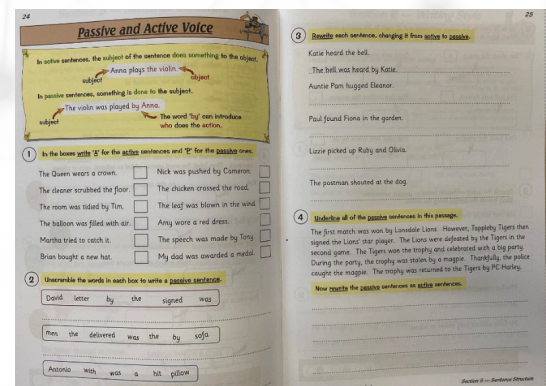 24
Passive and Active Voice
In active sentences, the subject of the sentence does something to the object.
Anna plays the violin.
subject
object
In passive sentences, something is done to the subject.
The violin was played by Anna.
subject
The word 'by' can introduce
who does the action.
1
In the boxes write 'A' for the active sentences and 'P' for the passive ones.
The Queen wears a crown.
Nick was pushed by Cameron.
The cleaner scrubbed the floor.
The chicken crossed the road.
The room was tidied by Tim.
The leaf was blown in the wind.
The balloon was filled with air.
Amy wore a red dress.
Martha tried to catch it.
The speech was made by Tony.
Brian bought a new hat.
My dad was awarded a medal.
2
Unscramble the words in each box to write a passive sentence.
David letter by the signed was
men the delivered was the by sofa
Antonio with was a hit pillow
25
3
Rewrite each sentence, changing it from active to passive.
Katie heard the bell.
The bell was heard by Katie.
Auntie Pam hugged Eleanor.
Paul found Fiona in the garden.
Lizzie picked up Ruby and Olivia.
The postman shouted at the dog.
4
Underline all of the passive sentences in this passage.
The first match was won by Lonsdale Lions. However, Toppleby Tigers then
signed the Lions' star player. The Lions were defeated by the Tigers in the
second game. The Tigers won the trophy and celebrated with a big party.
During the party, the trophy was stolen by a magpie. Thankfully, the police
caught the magpie. The trophy was returned to the Tigers by PC Harley.
Now rewrite the passive sentences as active sentences.
Section 5 — Sentence Structure